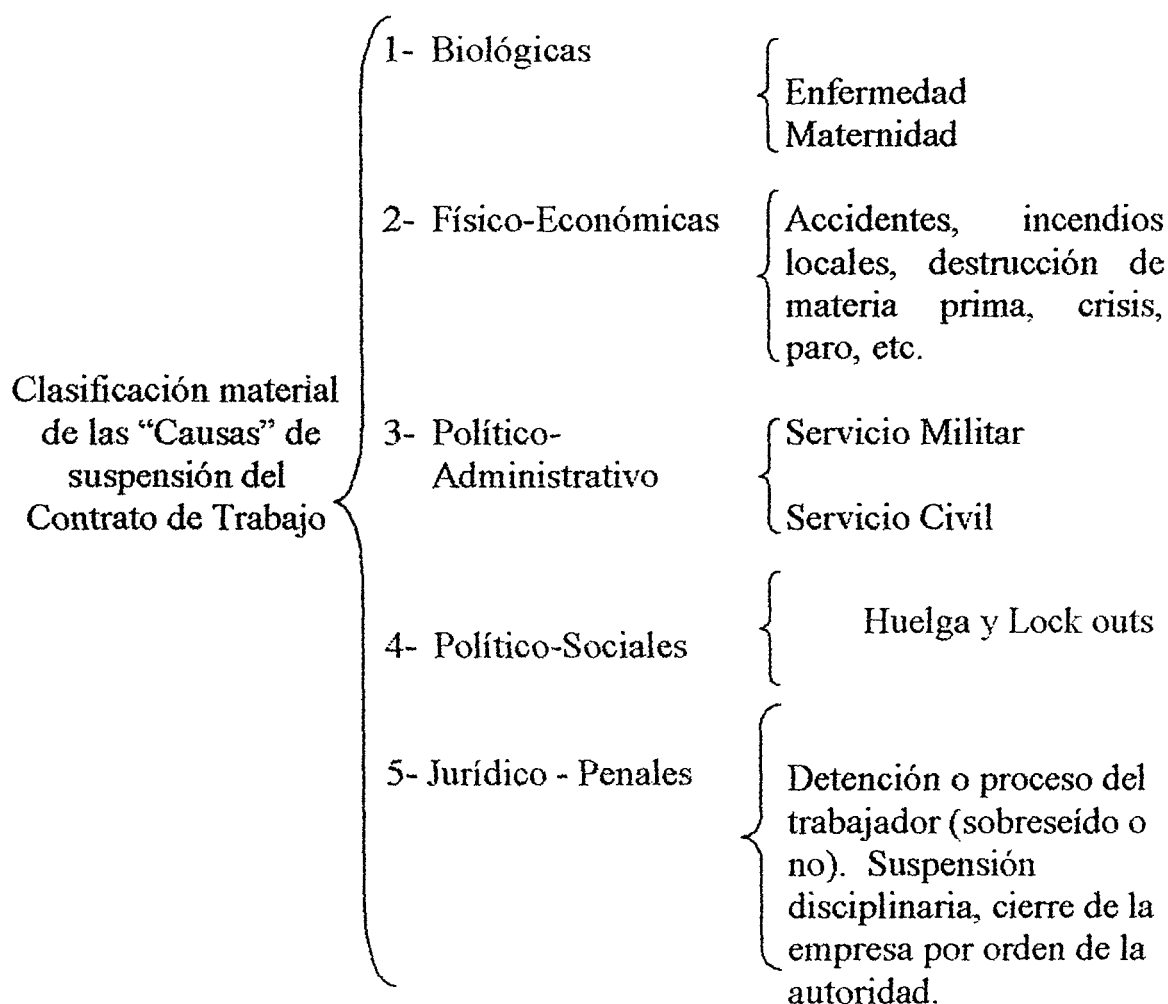 Clasificación material
de las “Causas” de
suspensión del
Contrato de Trabajo
1- Biológicas
Enfermedad
Maternidad
2- Físico-Económicas
Accidentes, incendios
locales, destrucción de
materia prima, crisis,
paro, etc.
3- Político-
Administrativo
Servicio Militar
Servicio Civil
4- Político-Sociales
Huelga y Lock outs
5- Jurídico - Penales
Detención o proceso del
trabajador (sobreseído o
no). Suspensión
disciplinaria, cierre de la
empresa por orden de la
autoridad.